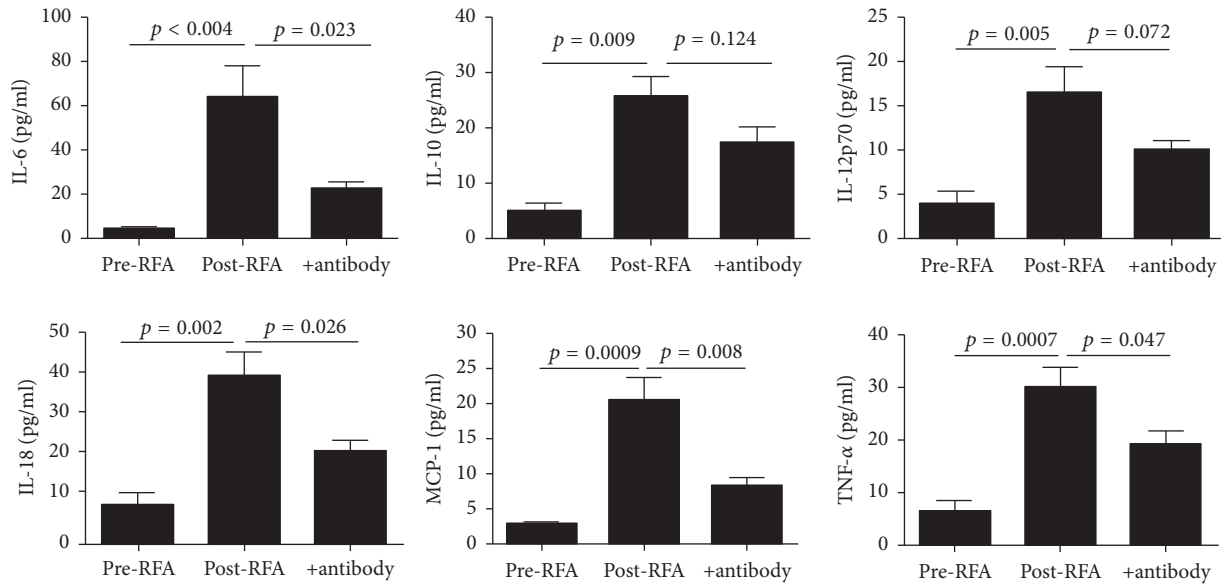 p < 0.004 p = 0.023
IL-6 (pg/ml)
100
80
60
40
20
0
Pre-RFA Post-RFA +antibody
p = 0.009 p = 0.124
IL-10 (pg/ml)
40
30
20
10
0
Pre-RFA Post-RFA +antibody
p = 0.005 p = 0.072
IL-12p70 (pg/ml)
25
20
15
10
5
0
Pre-RFA Post-RFA +antibody
p = 0.002 p = 0.026
IL-18 (pg/ml)
50
40
30
20
10
0
Pre-RFA Post-RFA +antibody
p = 0.0009 p = 0.008
MCP-1 (pg/ml)
30
25
20
15
10
5
0
Pre-RFA Post-RFA +antibody
p = 0.0007 p = 0.047
TNF-α (pg/ml)
40
30
20
10
0
Pre-RFA Post-RFA +antibody